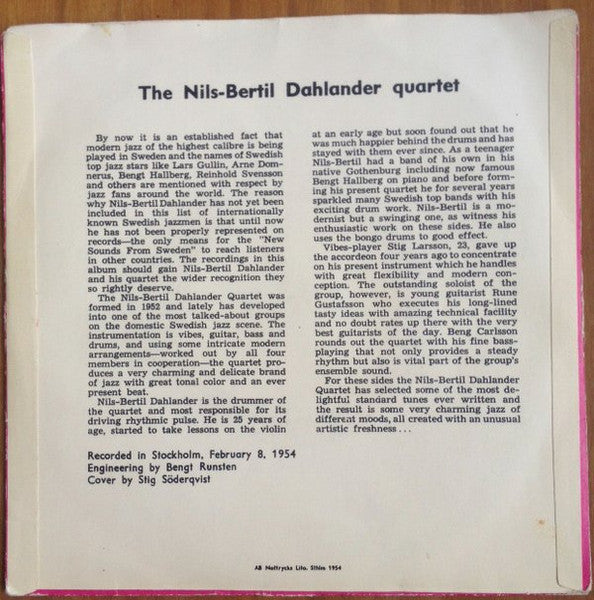 The Nils-Bertil Dahlander quartet
By now it is an established fact that
modern jazz of the highest calibre is being
played in Sweden and the names of Swedish
top jazz stars like Lars Gullin, Arne Dom-
nerus, Bengt Hallberg, Reinhold Svensson
and others are mentioned with respect by
jazz fans around the world. The reason
why Nils-Bertil Dahlander has not yet been
included in this list of internationally
known Swedish jazzmen is that until now
he has not been properly represented on
records—the only means for the "New
Sounds From Sweden" to reach listeners
in other countries. The recordings in this
album should gain Nils-Bertil Dahlander
and his quartet the wider recognition they
so rightly deserve.
The Nils-Bertil Dahlander Quartet was
formed in 1952 and lately has developed
into one of the most talked-about groups
on the domestic Swedish jazz scene. The
instrumentation is vibes, guitar, bass and
drums, and using some intricate modern
arrangements—worked out by all four
members in cooperation—the quartet pro-
duces a very charming and delicate brand
of jazz with great tonal color and an ever
present beat.
Nils-Bertil Dahlander is the drummer of
the quartet and most responsible for its
driving rhythmic pulse. He is 25 years of
age, started to take lessons on the violin
at an early age but soon found out that he
was much happier behind the drums and has
stayed with them ever since. As a teenager
Nils-Bertil had a band of his own in his
native Gothenburg including now famous
Bengt Hallberg on piano and before form-
ing his present quartet he for several years
sparkled many Swedish top bands with his
exciting drum work. Nils-Bertil is a mo-
dernist but a swinging one, as witness his
enthusiastic work on these sides. He also
uses the bongo drums to good effect.
Vibes-player Stig Larsson, 23, gave up
the accordeon four years ago to concentrate
on his present instrument which he handles
with great flexibility and modern con-
ception. The outstanding soloist of the
group, however, is young guitarist Rune
Gustafsson who executes his long-lined
tasty ideas with amazing technical facility
and no doubt rates up there with the very
best guitarists of the day. Beng Carlsson
rounds out the quartet with his fine bass-
playing that not only provides a steady
rhythm but also is vital part of the group's
ensemble sound.
For these sides the Nils-Bertil Dahlander
Quartet has selected some of the most de-
lightful standard tunes ever written and
the result is some very charming jazz of
different moods, all created with an unusual
artistic freshness ...
Recorded in Stockholm, February 8, 1954
Engineering by Bengt Runsten
Cover by Stig Söderqvist
AB Noftrycks Lito, Sthlm 1954